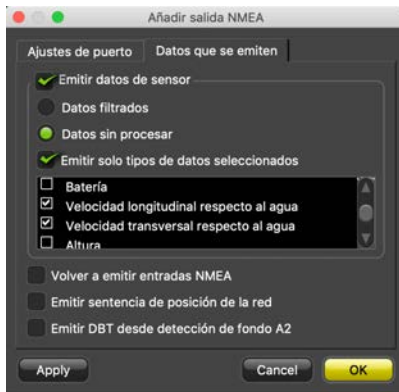 Añadir salida NMEA
Ajustes de puerto Datos que se emiten
Emitir datos de sensor
Datos filtrados
Datos sin procesar
Emitir solo tipos de datos seleccionados
Batería
Velocidad longitudinal respecto al agua
Velocidad transversal respecto al agua
Altura
Volver a emitir entradas NMEA
Emitir sentencia de posición de la red
Emitir DBT desde detección de fondo A2
Apply Cancel OK